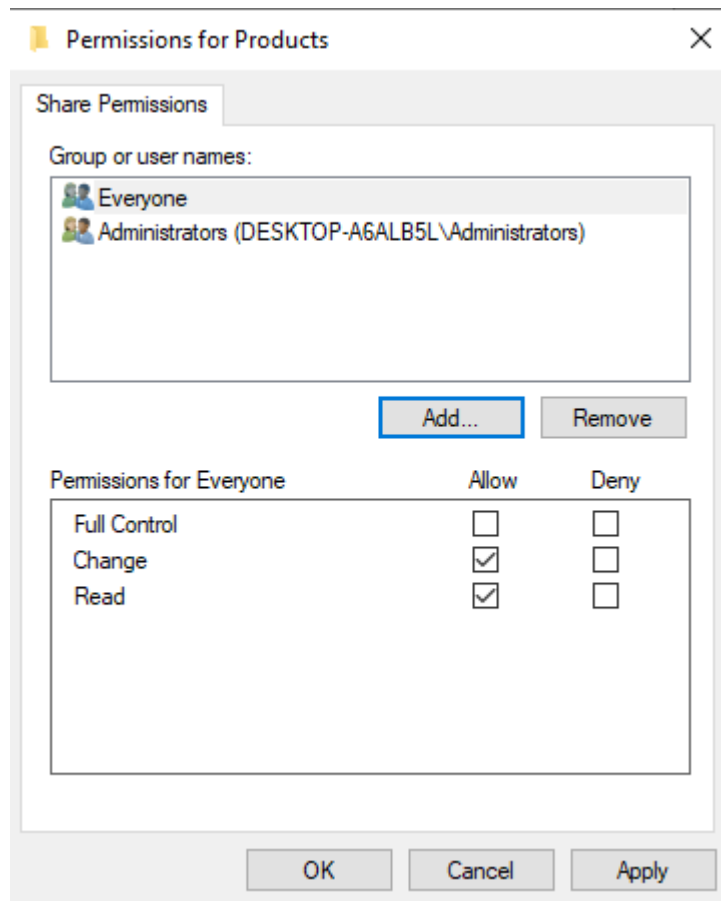 Permissions for Products
Share Permissions
Group or user names:
Everyone
Administrators (DESKTOP-A6ALB5L\Administrators)
Add... Remove
Permissions for Everyone Allow Deny
Full Control
Change
Read
OK Cancel Apply